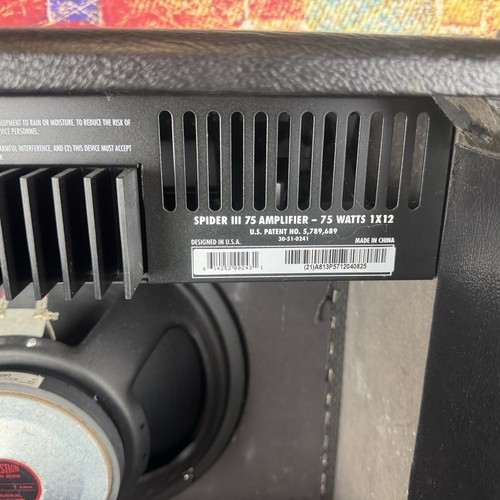 EQUIPMENT TO RAIN OR MOISTURE. TO REDUCE THE RISK OF
VICE PERSONNEL.
HARMFUL INTERFERENCE, AND (2) THIS DEVICE MUST ACCEPT
SPIDER III 75 AMPLIFIER – 75 WATTS 1X12
U.S. PATENT NO. 5,789,689
30-51-0241
DESIGNED IN U.S.A.
MADE IN CHINA
(21)A813P5712040825